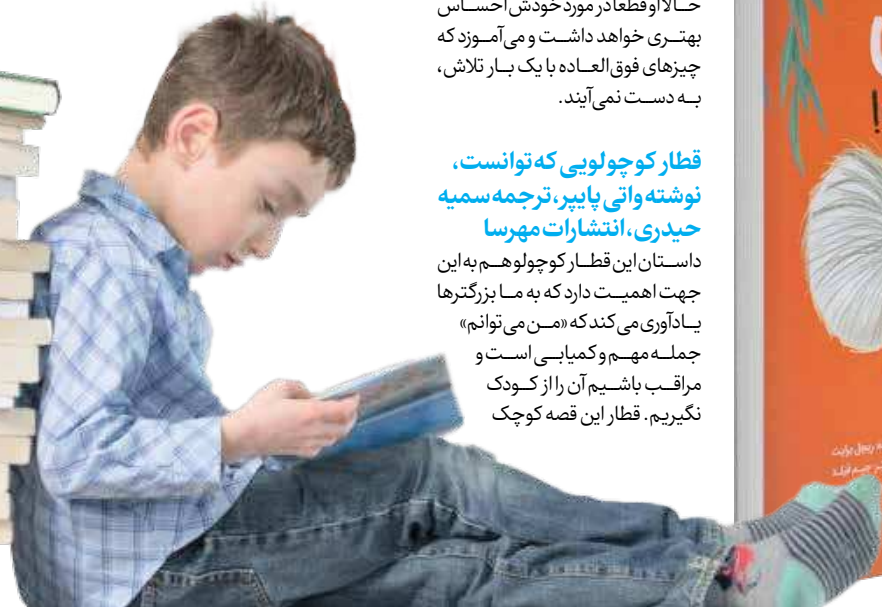 حالا او قطعا در مورد خودش احساس
بهتری خواهد داشت و می‌آموزد که
چیزهای فوق‌العاده با یک بار تلاش،
به دست نمی‌آیند.
قطار کوچولویی که توانست،
نوشته واتی پایپر، ترجمه سمیه
حیدری، انتشارات مهرسا
داستان این قطار کوچولو هم به این
جهت اهمیت دارد که به ما بزرگترها
یادآوری می‌کند که «من می‌توانم»
جمله مهم و کمیابی است و
مراقب باشیم آن را از کودک
نگیریم. قطار این قصه کوچک